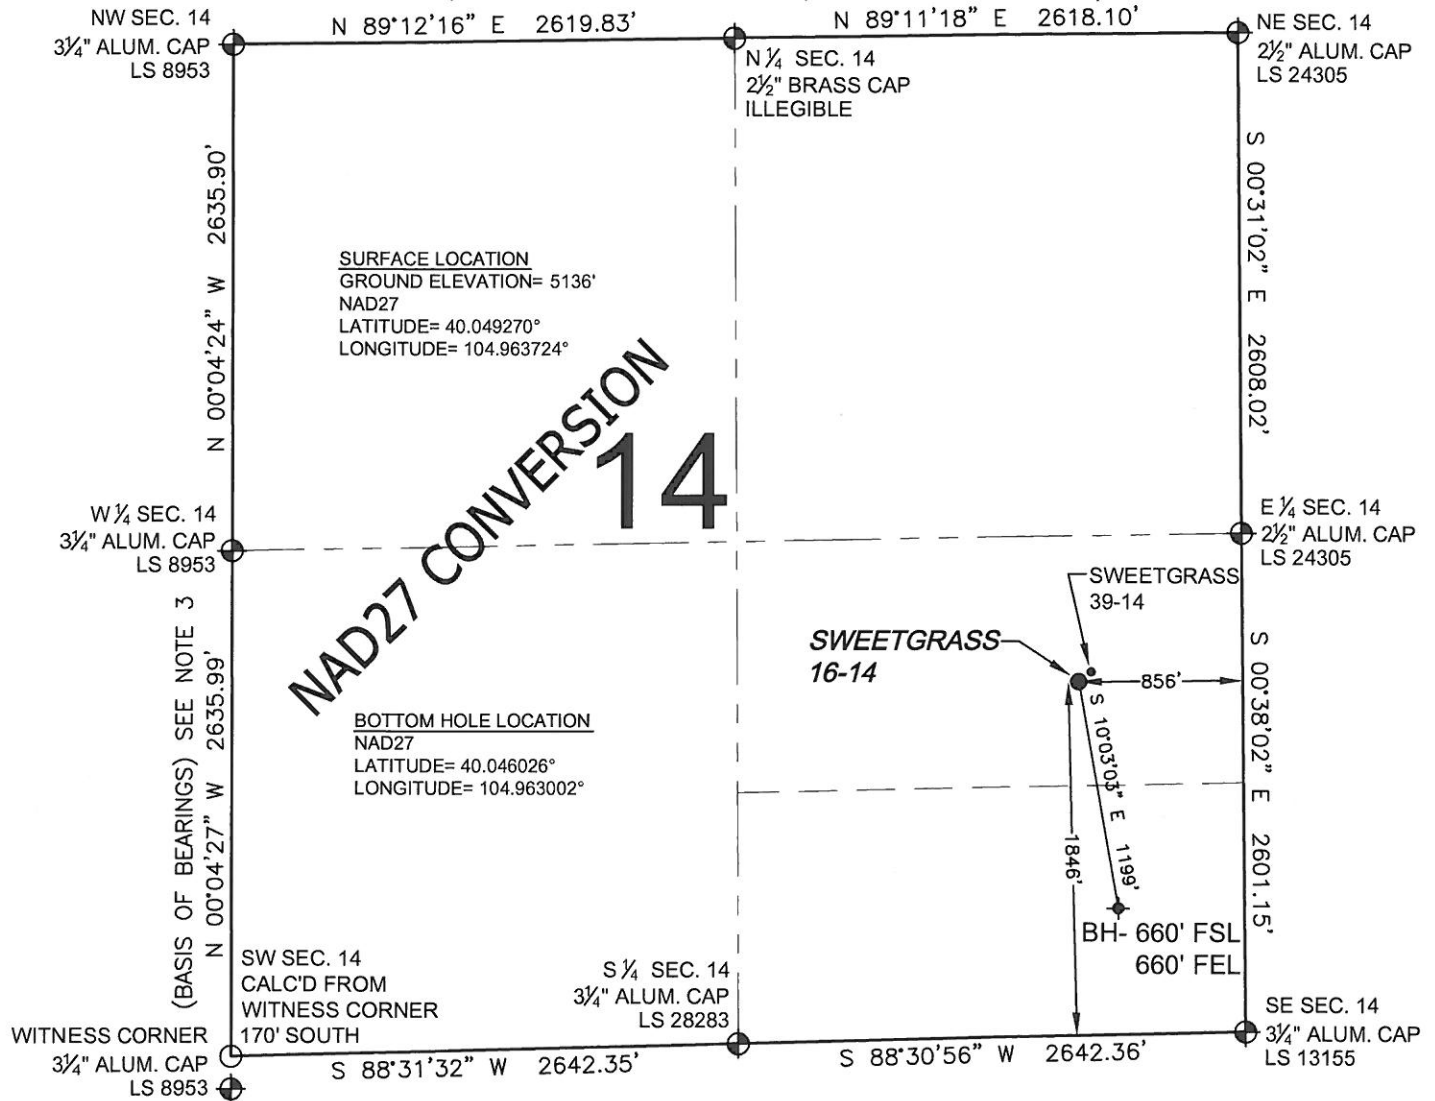 NW SEC. 14
3¼" ALUM. CAP
LS 8953
N 89°12'16" E 2619.83'
N 89°11'18" E 2618.10'
NE SEC. 14
2½" ALUM. CAP
LS 24305
N ¼ SEC. 14
2½" BRASS CAP
ILLEGIBLE
N 00°04'24" W 2635.90'
S 00°31'02" E 2608.02'
SURFACE LOCATION
GROUND ELEVATION= 5136'
NAD27
LATITUDE= 40.049270°
LONGITUDE= 104.963724°
NAD27 CONVERSION
14
W ¼ SEC. 14
3¼" ALUM. CAP
LS 8953
E ¼ SEC. 14
2½" ALUM. CAP
LS 24305
SWEETGRASS
39-14
SWEETGRASS
16-14
856'
S 10°03'03" E 1199'
1846'
S 00°38'02" E 2601.15'
(BASIS OF BEARINGS) SEE NOTE 3
N 00°04'27" W 2635.99'
BOTTOM HOLE LOCATION
NAD27
LATITUDE= 40.046026°
LONGITUDE= 104.963002°
BH- 660' FSL
660' FEL
SW SEC. 14
CALC'D FROM
WITNESS CORNER
170' SOUTH
S ¼ SEC. 14
3¼" ALUM. CAP
LS 28283
WITNESS CORNER
3¼" ALUM. CAP
LS 8953
S 88°31'32" W 2642.35'
S 88°30'56" W 2642.36'
SE SEC. 14
3¼" ALUM. CAP
LS 13155